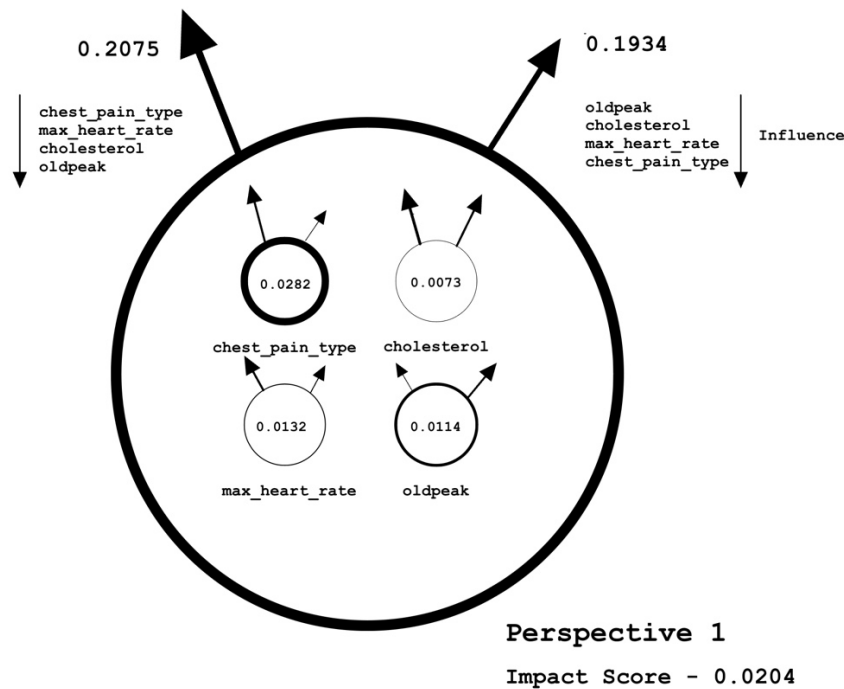 0.2075
0.1934
chest_pain_type
max_heart_rate
cholesterol
oldpeak
oldpeak
cholesterol
max_heart_rate
chest_pain_type
Influence
0.0282
0.0073
chest_pain_type
cholesterol
0.0132
0.0114
max_heart_rate
oldpeak
Perspective 1
Impact Score - 0.0204